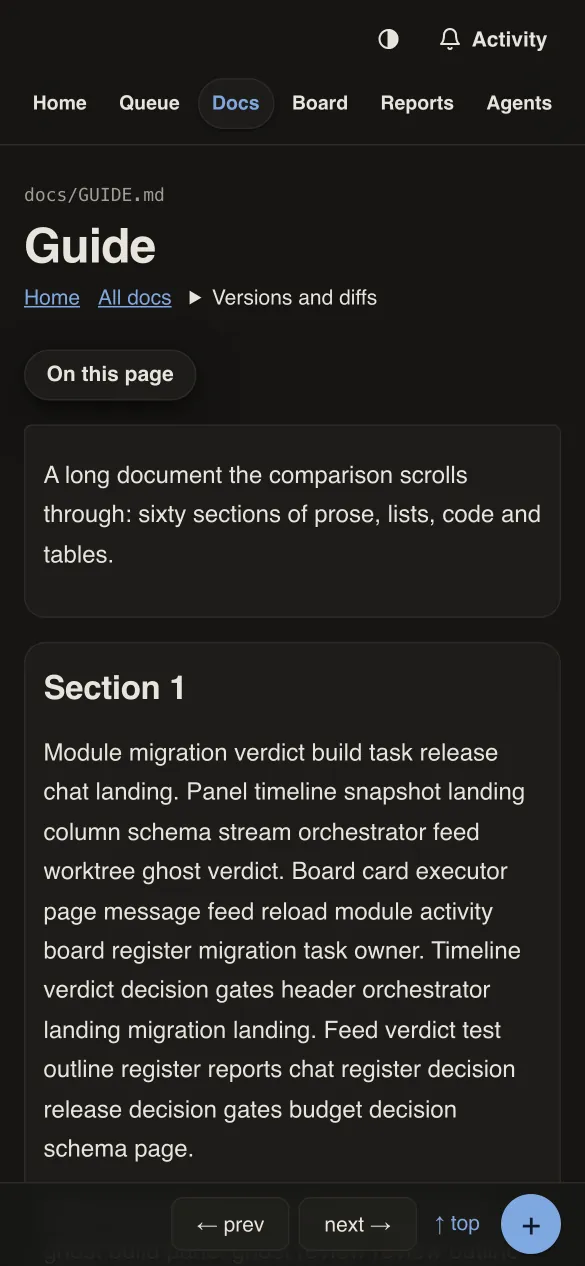 Activity
Home Queue Docs Board Reports Agents
docs/GUIDE.md
Guide
Home All docs ▶ Versions and diffs
On this page
A long document the comparison scrolls
through: sixty sections of prose, lists, code and
tables.
Section 1
Module migration verdict build task release
chat landing. Panel timeline snapshot landing
column schema stream orchestrator feed
worktree ghost verdict. Board card executor
page message feed reload module activity
board register migration task owner. Timeline
verdict decision gates header orchestrator
landing migration landing. Feed verdict test
outline register reports chat register decision
release decision gates budget decision
schema page.
← prev next → ↑ top +